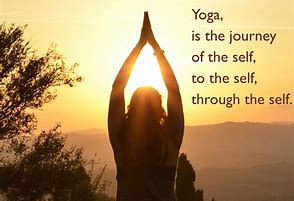 Yoga,
is the journey
of the self,
to the self,
through the self.